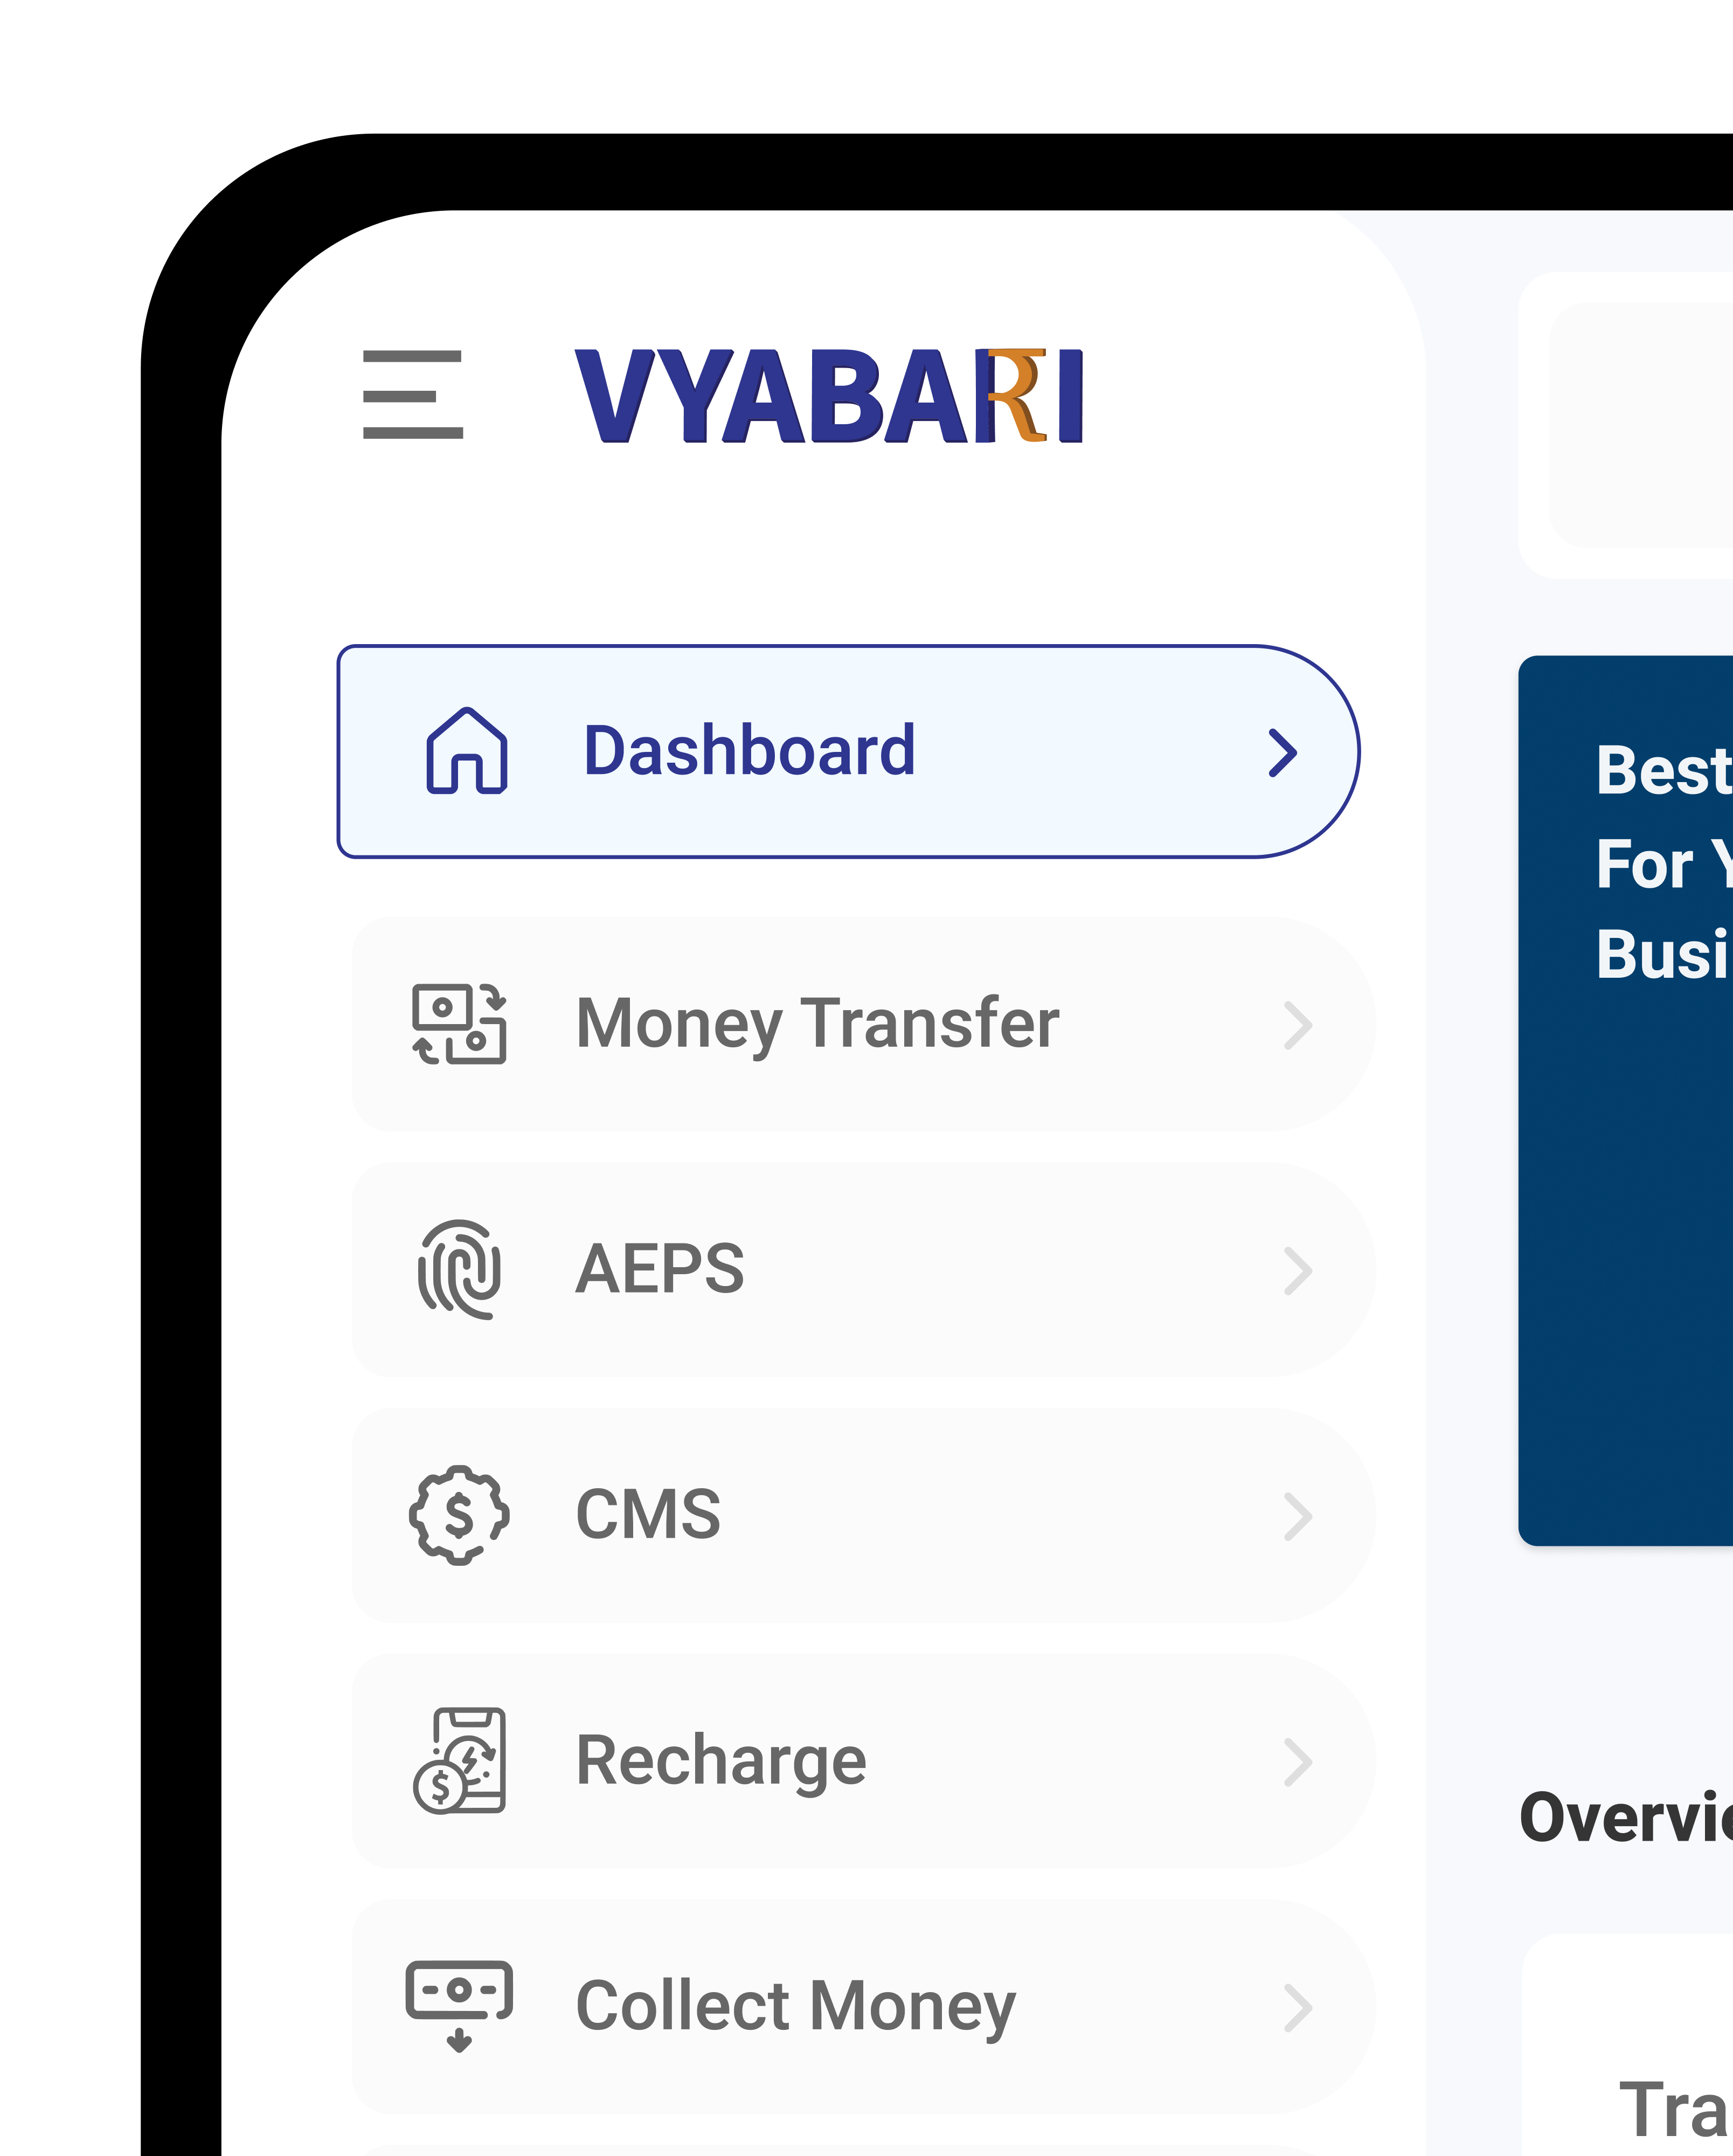 VYABARI
Dashboard
Money Transfer
AEPS
CMS
Recharge
Collect Money
Best
For
Busi
Overvi
Tra